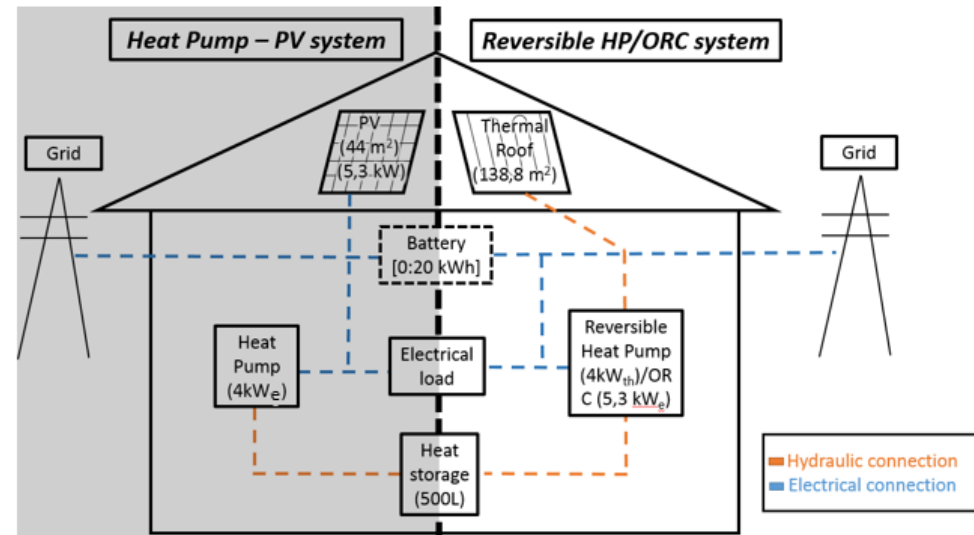 Heat Pump – PV system
Reversible HP/ORC system
Grid
PV
(44 m²)
(5,3 kW)
Thermal
Roof
(138,8 m²)
Grid
Battery
[0:20 kWh]
Heat
Pump
(4kWe)
Electrical
load
Reversible
Heat Pump
(4kWth)/OR
C (5,3 kWe)
Heat
storage
(500L)
Hydraulic connection
Electrical connection